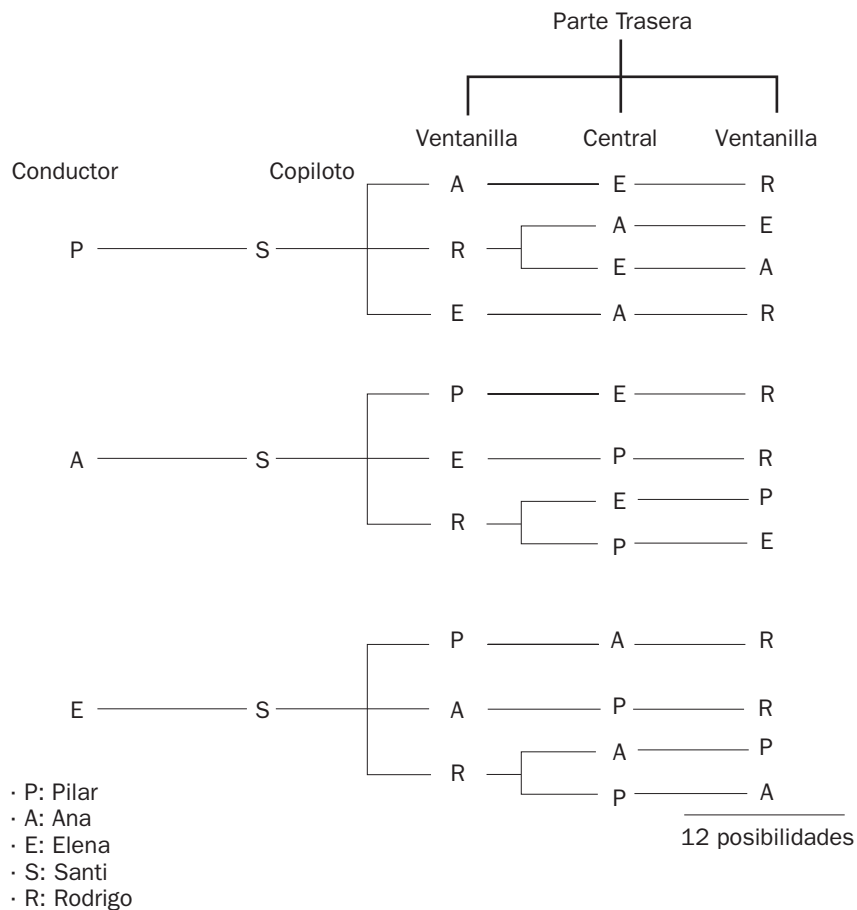 Parte Trasera
Ventanilla Central Ventanilla
Conductor Copiloto
A E R
A E
P S R
E A
E A R
P E R
A S E P R
E P
R
P E
P A R
E S A P R
A P
R
P A
· P: Pilar
· A: Ana
· E: Elena
· S: Santi
· R: Rodrigo
12 posibilidades